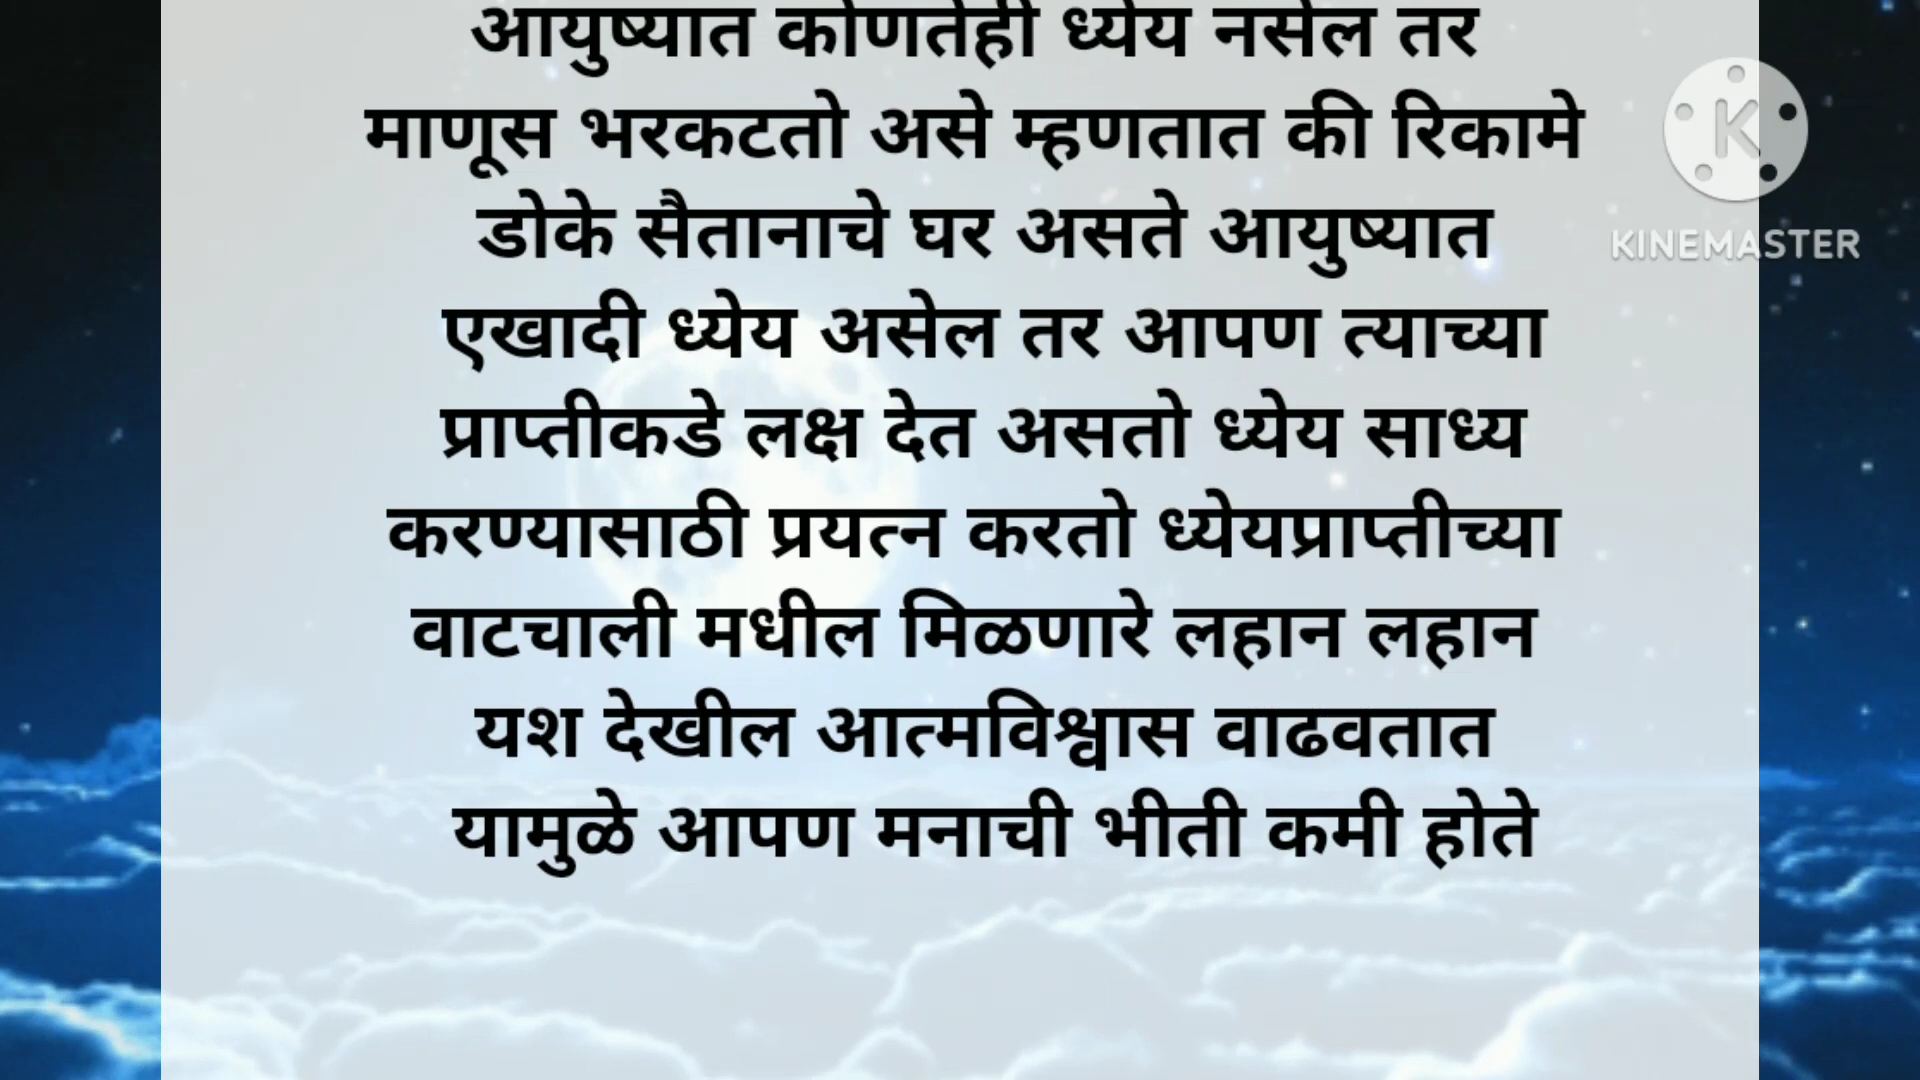 आयुष्यात कोणतेही ध्येय नसेल तर
माणूस भरकटतो असे म्हणतात की रिकामे
डोके सैतानाचे घर असते आयुष्यात
एखादी ध्येय असेल तर आपण त्याच्या
प्राप्तीकडे लक्ष देत असतो ध्येय साध्य
करण्यासाठी प्रयत्न करतो ध्येयप्राप्तीच्या
वाटचाली मधील मिळणारे लहान लहान
यश देखील आत्मविश्वास वाढवतात
यामुळे आपण मनाची भीती कमी होते
K
KINEMASTER